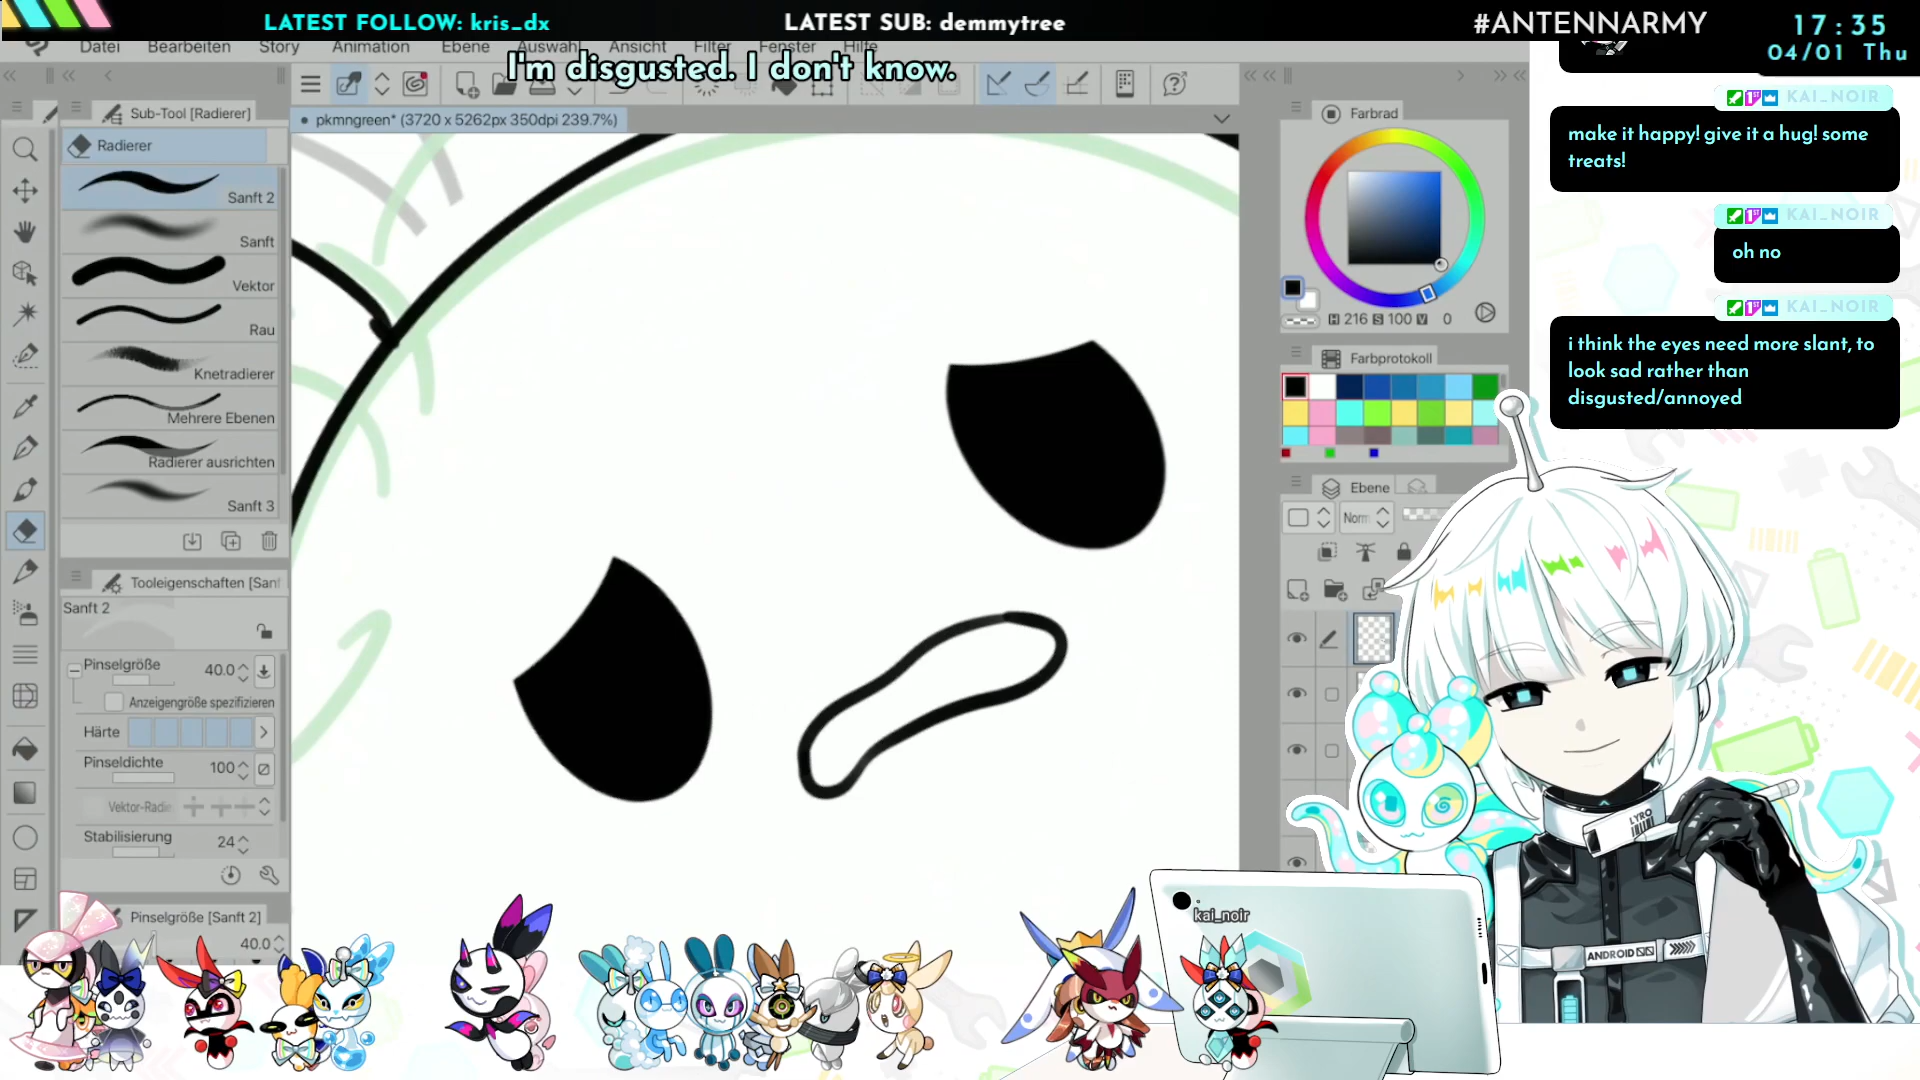 LATEST FOLLOW: kris_dx
LATEST SUB: demmytree
#ANTENNARMY
17:35
04/01 Thu
Datei Bearbeiten Story Animation Ebene Auswahl Ansicht Filter Fenster Hilfe
I'm disgusted. I don't know.
Sub-Tool [Radierer]
pkmngreen* (3720 x 5262px 350dpi 239.7%)
Radierer
Sanft 2
Sanft
Vektor
Rau
Knetradierer
Mehrere Ebenen
Radierer ausrichten
Sanft 3
Tooleigenschaften [Sanf
Sanft 2
Pinselgröße 40.0
Anzeigengröße spezifizieren
Härte
Pinseldichte 100
Vektor-Radie
Stabilisierung 24
Pinselgröße [Sanft 2]
40.0
Farbrad
H 216 S 100 V 0
Farbprotokoll
Ebene
Norm
KAI_NOIR
make it happy! give it a hug! some
treats!
KAI_NOIR
oh no
KAI_NOIR
i think the eyes need more slant, to
look sad rather than
disgusted/annoyed
LYRO
ANDROID
kai_noir